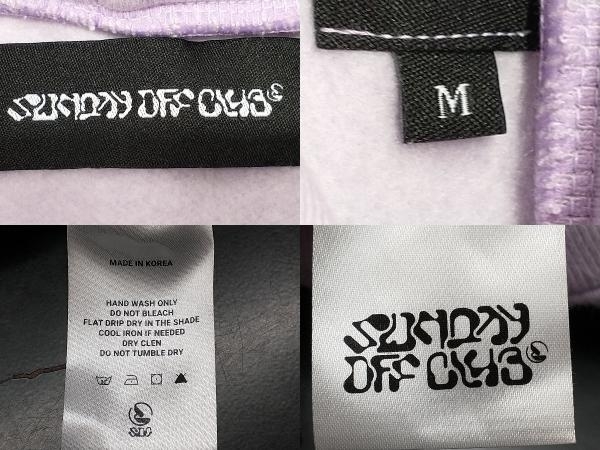 SUNDAY OFF CLUB
M
MADE IN KOREA
HAND WASH ONLY
DO NOT BLEACH
FLAT DRIP DRY IN THE SHADE
COOL IRON IF NEEDED
DRY CLEN
DO NOT TUMBLE DRY
SOC
SUNDAY
OFF CLUB